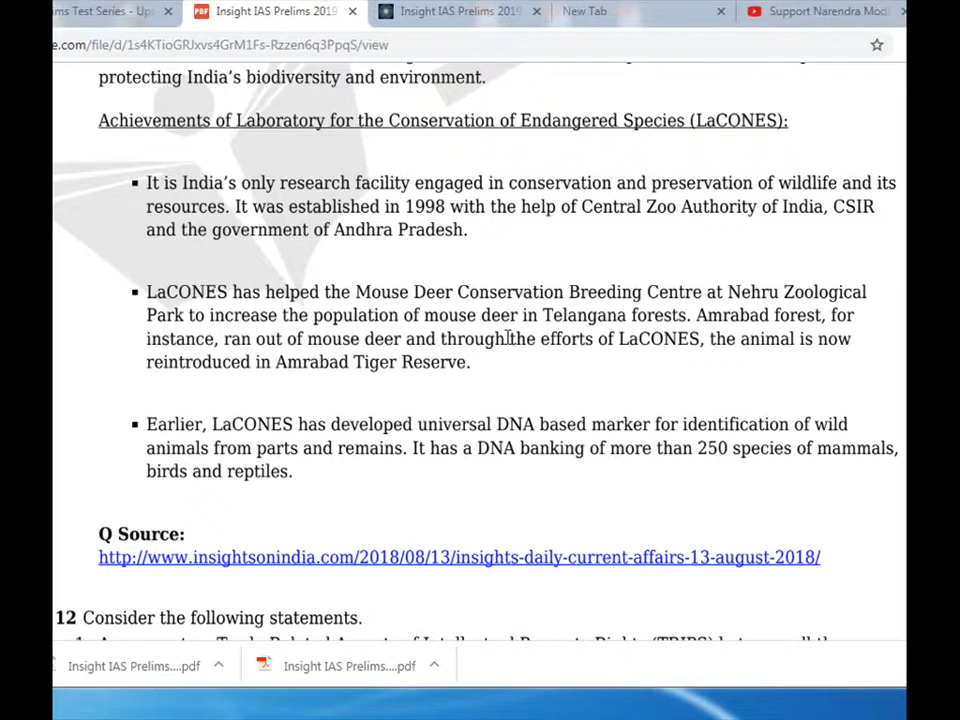 ms Test Series - Ups
Insight IAS Prelims 2019
Insight IAS Prelims 2019
New Tab
Support Narendra Modi
e.com/file/d/1s4KTioGRJxvs4GrM1Fs-Rzzen6q3PpqS/view
protecting India's biodiversity and environment.
Achievements of Laboratory for the Conservation of Endangered Species (LaCONES):
▪ It is India's only research facility engaged in conservation and preservation of wildlife and its
resources. It was established in 1998 with the help of Central Zoo Authority of India, CSIR
and the government of Andhra Pradesh.
▪ LaCONES has helped the Mouse Deer Conservation Breeding Centre at Nehru Zoological
Park to increase the population of mouse deer in Telangana forests. Amrabad forest, for
instance, ran out of mouse deer and through the efforts of LaCONES, the animal is now
reintroduced in Amrabad Tiger Reserve.
▪ Earlier, LaCONES has developed universal DNA based marker for identification of wild
animals from parts and remains. It has a DNA banking of more than 250 species of mammals,
birds and reptiles.
Q Source:
http://www.insightsonindia.com/2018/08/13/insights-daily-current-affairs-13-august-2018/
12 Consider the following statements.
Insight IAS Prelims....pdf
Insight IAS Prelims....pdf